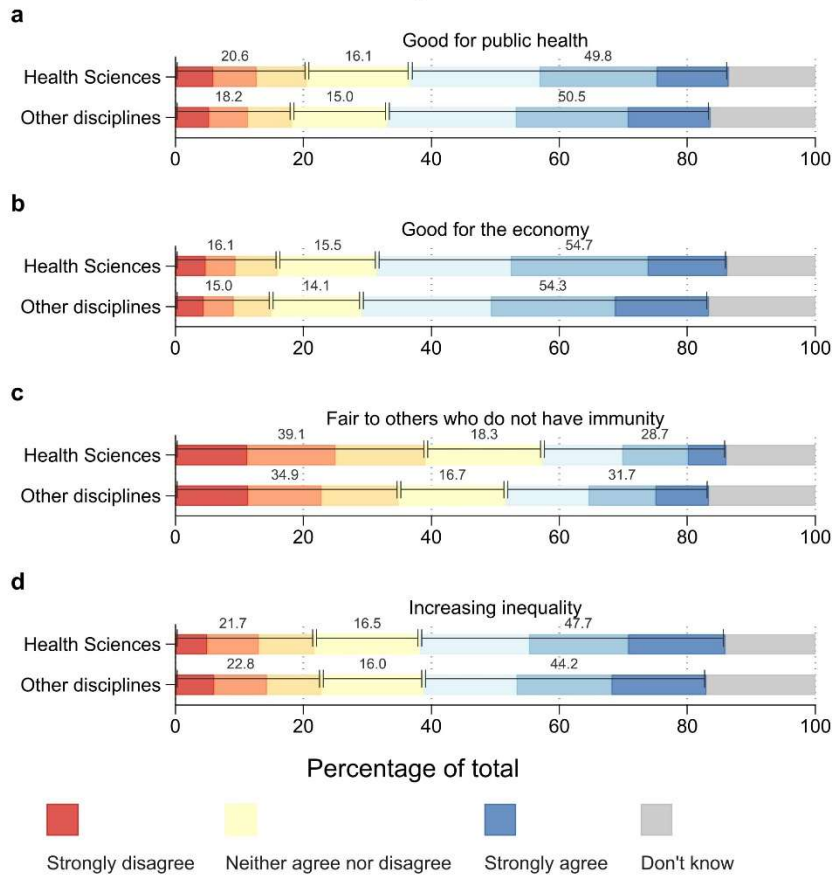 a
Good for public health
20.6 16.1 49.8
Health Sciences
18.2 15.0 50.5
Other disciplines
0 20 40 60 80 100
b
Good for the economy
16.1 15.5 54.7
Health Sciences
15.0 14.1 54.3
Other disciplines
0 20 40 60 80 100
c
Fair to others who do not have immunity
39.1 18.3 28.7
Health Sciences
34.9 16.7 31.7
Other disciplines
0 20 40 60 80 100
d
Increasing inequality
21.7 16.5 47.7
Health Sciences
22.8 16.0 44.2
Other disciplines
0 20 40 60 80 100
Percentage of total
Strongly disagree Neither agree nor disagree Strongly agree Don't know